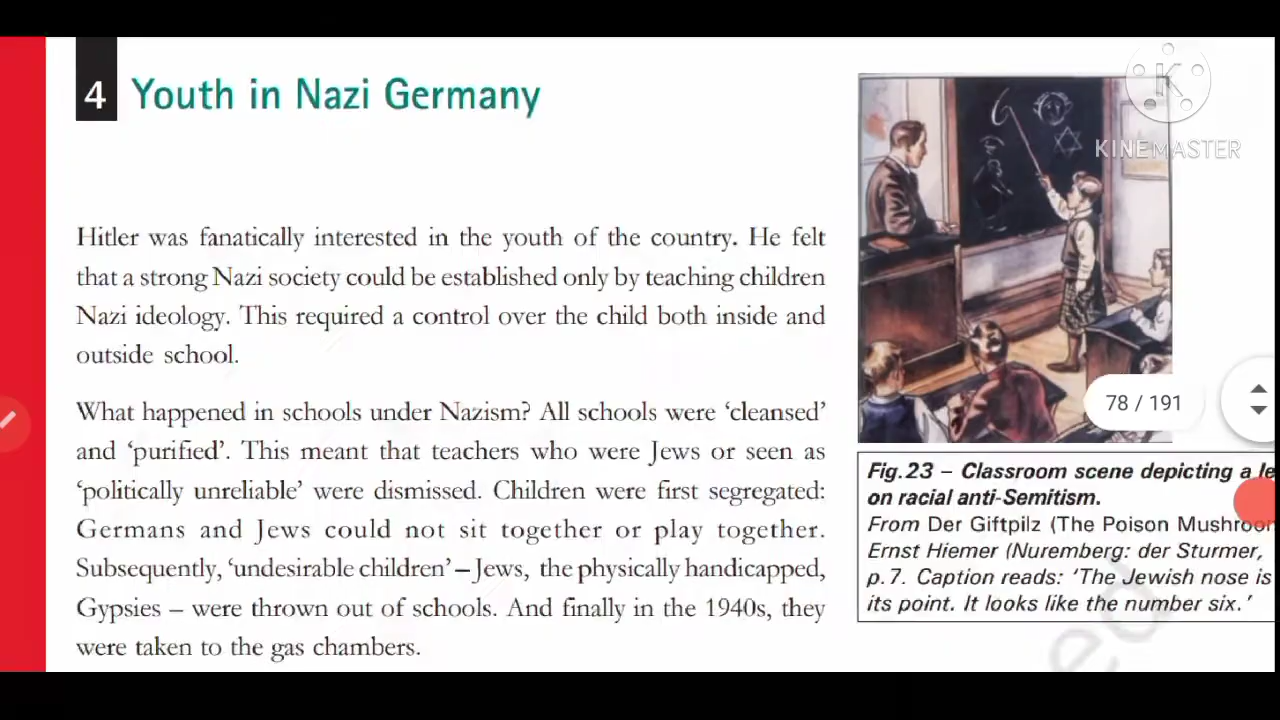 4 Youth in Nazi Germany
KINEMASTER
Hitler was fanatically interested in the youth of the country. He felt
that a strong Nazi society could be established only by teaching children
Nazi ideology. This required a control over the child both inside and
outside school.
What happened in schools under Nazism? All schools were ‘cleansed’
and ‘purified’. This meant that teachers who were Jews or seen as
‘politically unreliable’ were dismissed. Children were first segregated:
Germans and Jews could not sit together or play together.
Subsequently, ‘undesirable children’ – Jews, the physically handicapped,
Gypsies – were thrown out of schools. And finally in the 1940s, they
were taken to the gas chambers.
78 / 191
Fig.23 – Classroom scene depicting a le
on racial anti-Semitism.
From Der Giftpilz (The Poison Mushroor
Ernst Hiemer (Nuremberg: der Sturmer,
p.7. Caption reads: ‘The Jewish nose is
its point. It looks like the number six.’
ed